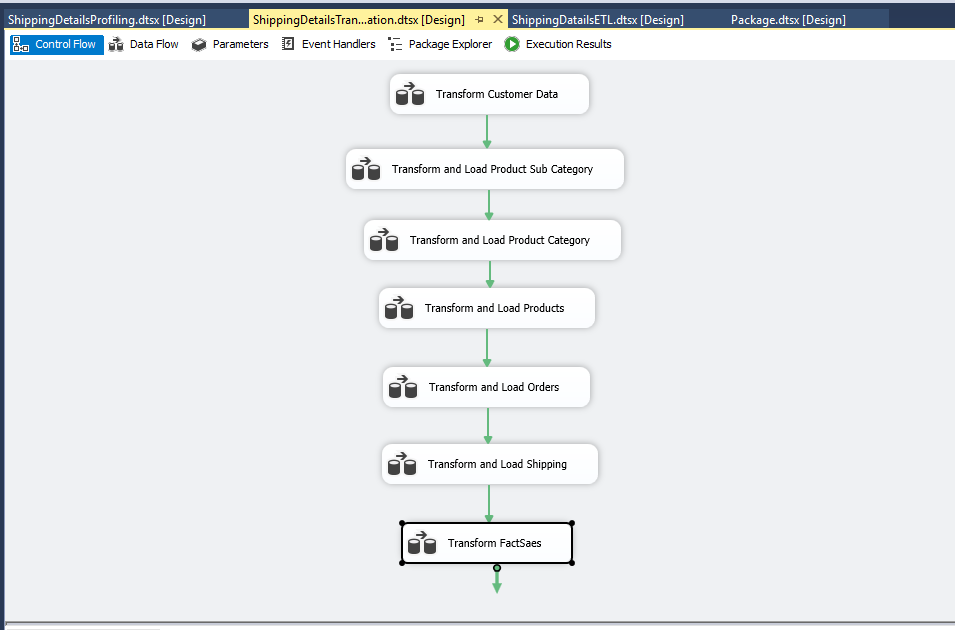 ShippingDetailsProfiling.dtsx [Design]
ShippingDetailsTran...ation.dtsx [Design]
ShippingDatailsETL.dtsx [Design]
Package.dtsx [Design]
Control Flow
Data Flow
Parameters
Event Handlers
Package Explorer
Execution Results
Transform Customer Data
Transform and Load Product Sub Category
Transform and Load Product Category
Transform and Load Products
Transform and Load Orders
Transform and Load Shipping
Transform FactSaes